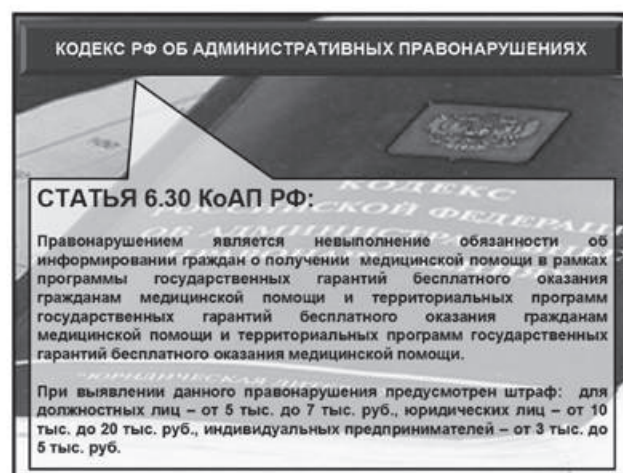 КОДЕКС РФ ОБ АДМИНИСТРАТИВНЫХ ПРАВОНАРУШЕНИЯХ
СТАТЬЯ 6.30 КоАП РФ:
КОДЕКС
РОССИЙСКОЙ ФЕДЕРАЦИИ
Правонарушением является невыполнение обязанности об
информировании граждан о получении медицинской помощи в рамках
программы государственных гарантий бесплатного оказания
гражданам медицинской помощи и территориальных программ
государственных гарантий бесплатного оказания гражданам
медицинской помощи и территориальных программ государственных
гарантий бесплатного оказания медицинской помощи.
При выявлении данного правонарушения предусмотрен штраф: для
должностных лиц – от 5 тыс. до 7 тыс. руб., юридических лиц – от 10
тыс. до 20 тыс. руб., индивидуальных предпринимателей – от 3 тыс. до
5 тыс. руб.